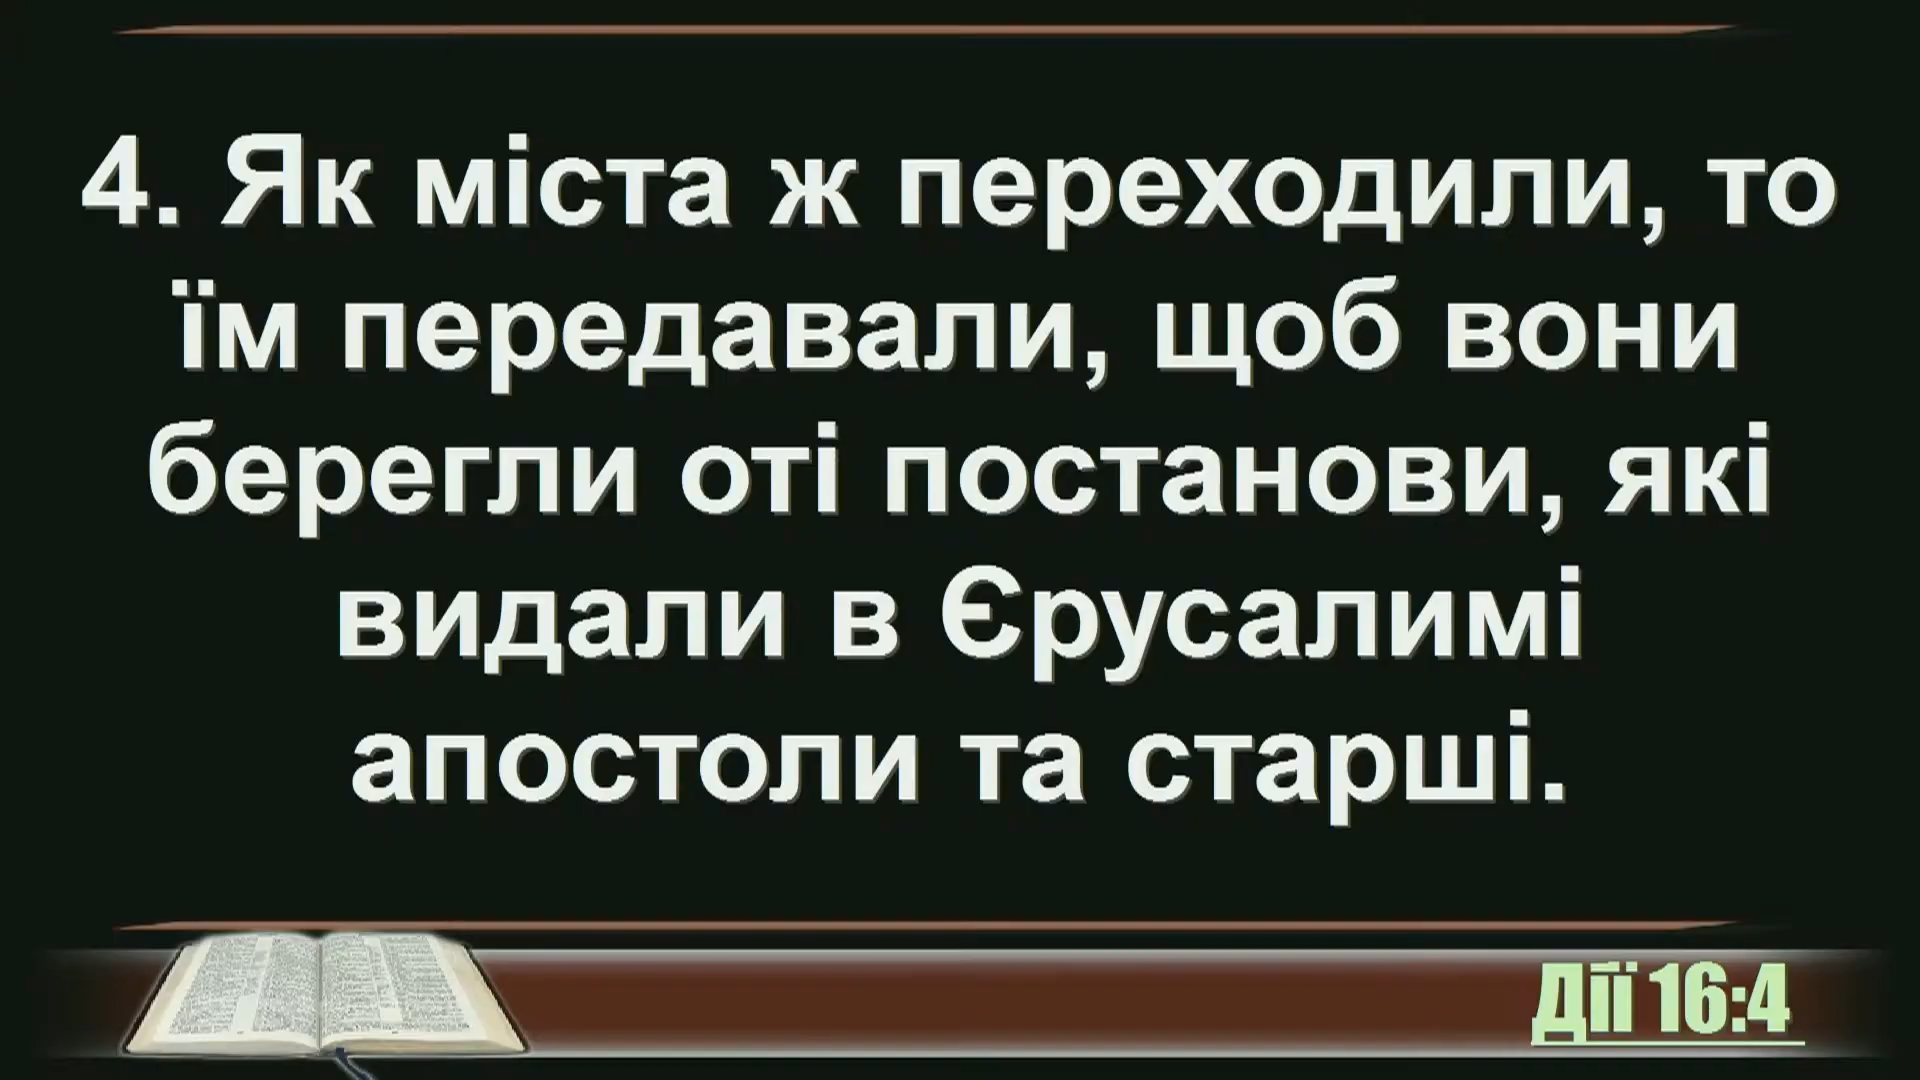 4. Як міста ж переходили, то
їм передавали, щоб вони
берегли оті постанови, які
видали в Єрусалимі
апостоли та старші.
Дії 16:4